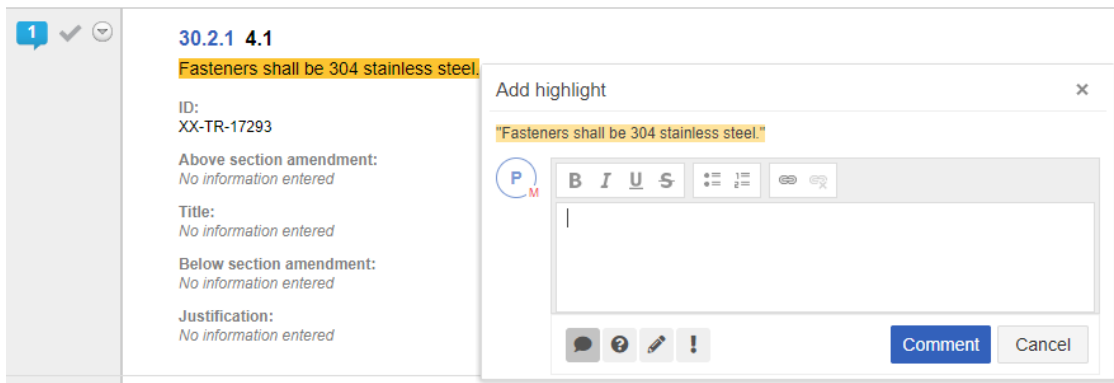 1
30.2.1 4.1
Fasteners shall be 304 stainless steel.
ID:
XX-TR-17293
Above section amendment:
No information entered
Title:
No information entered
Below section amendment:
No information entered
Justification:
No information entered
Add highlight ×
"Fasteners shall be 304 stainless steel."
P
M
B I U S
Comment Cancel